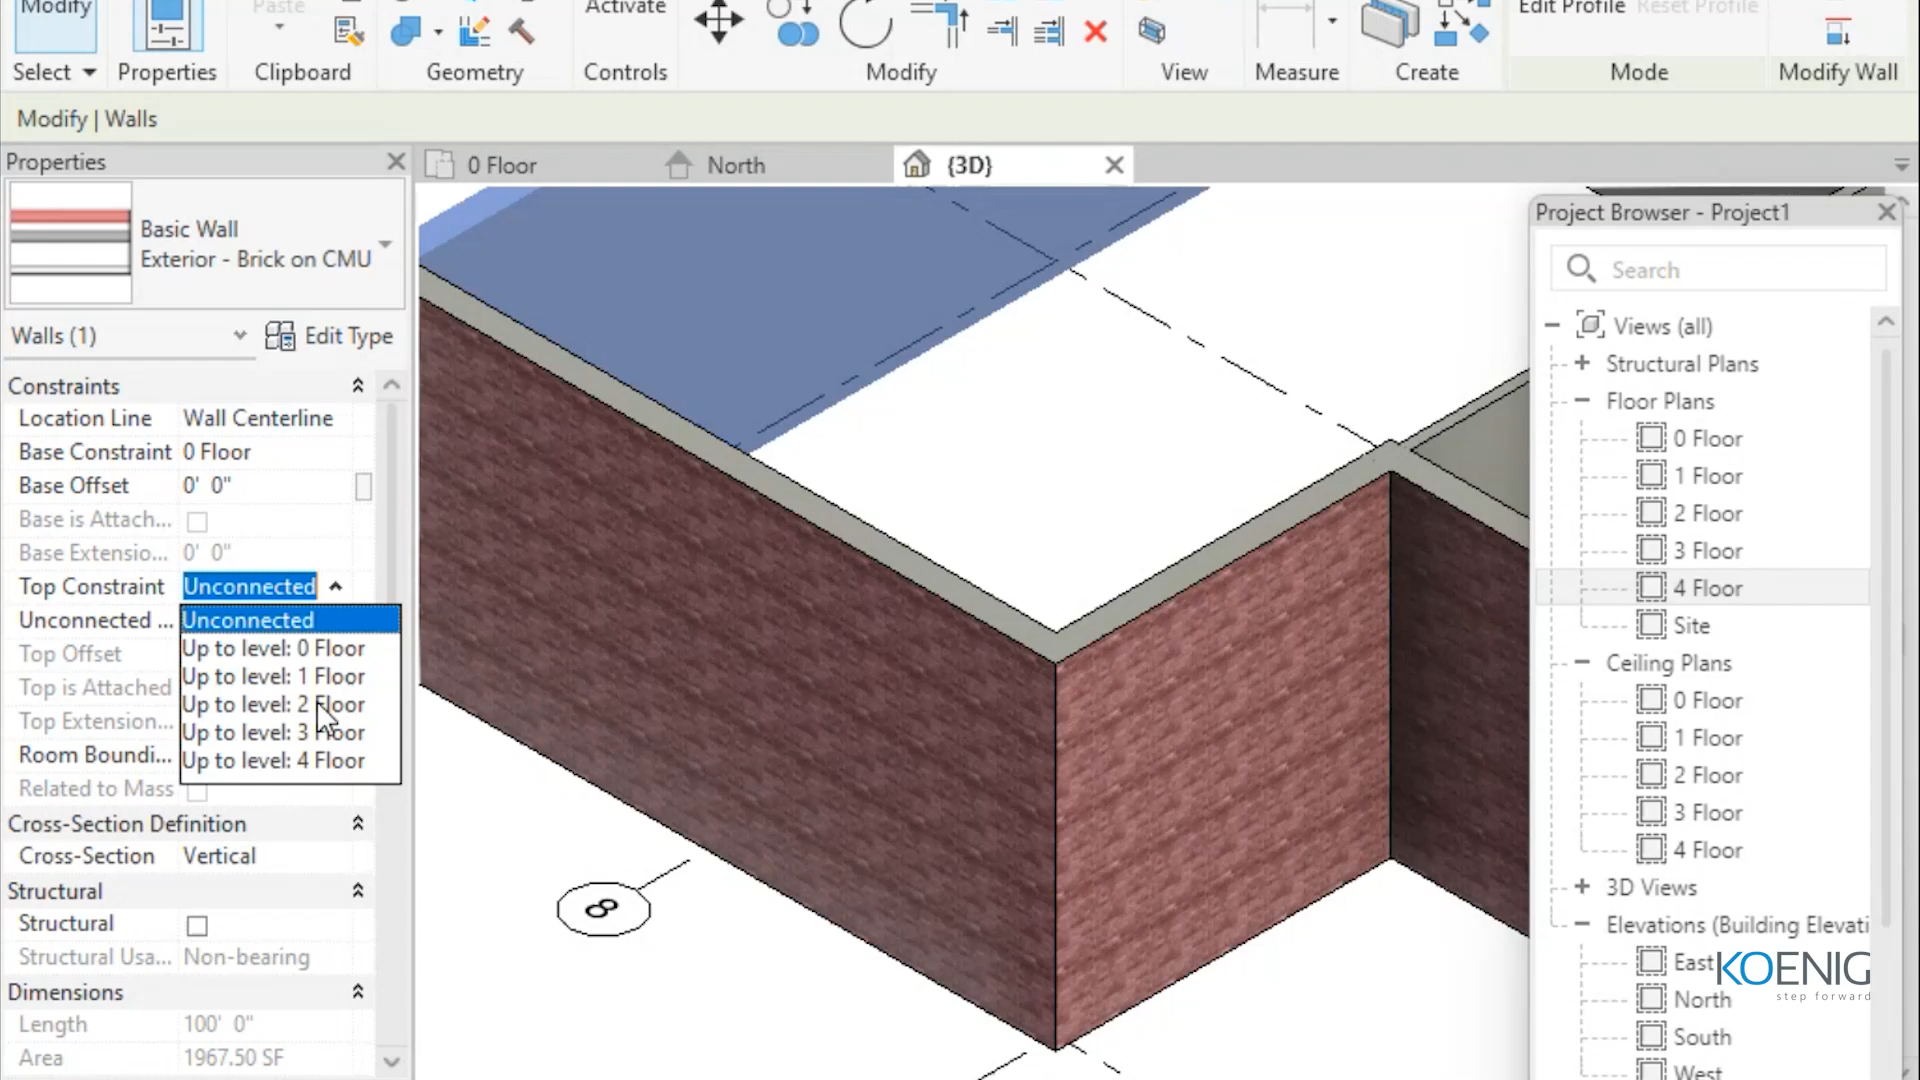 Modify
Paste
Activate
Edit Profile Reset Profile
Select Properties Clipboard Geometry Controls Modify View Measure Create Mode Modify Wall
Modify | Walls
Properties
0 Floor
North
{3D}
Basic Wall
Exterior - Brick on CMU
Walls (1)
Edit Type
Constraints
Location Line Wall Centerline
Base Constraint 0 Floor
Base Offset 0' 0"
Base is Attach...
Base Extensio... 0' 0"
Top Constraint Unconnected
Unconnected ...
Top Offset
Top is Attached
Top Extension...
Room Boundi...
Related to Mass
Unconnected
Up to level: 0 Floor
Up to level: 1 Floor
Up to level: 2 Floor
Up to level: 3 Floor
Up to level: 4 Floor
Cross-Section Definition
Cross-Section Vertical
Structural
Structural
Structural Usa... Non-bearing
Dimensions
Length 100' 0"
Area 1967.50 SF
8
Project Browser - Project1
Search
Views (all)
Structural Plans
Floor Plans
0 Floor
1 Floor
2 Floor
3 Floor
4 Floor
Site
Ceiling Plans
0 Floor
1 Floor
2 Floor
3 Floor
4 Floor
3D Views
Elevations (Building Elevati
East
North
South
West
KOENIG
step forward